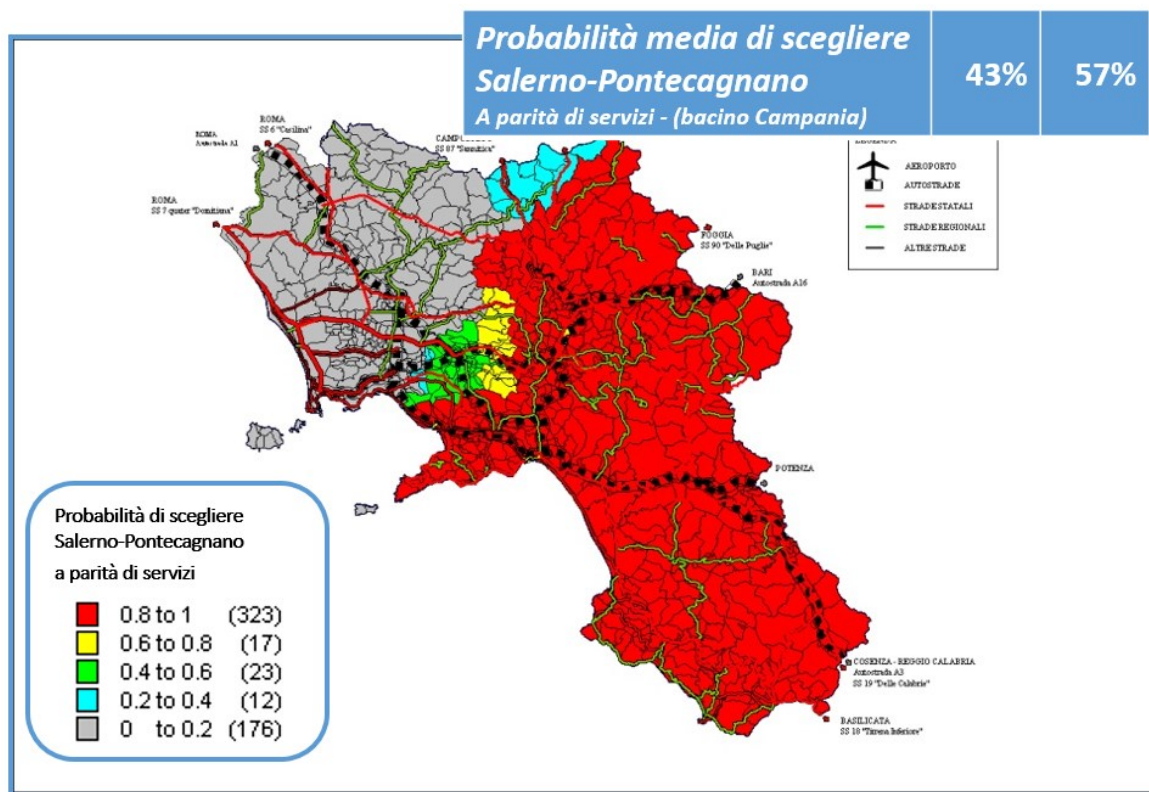 Probabilità media di scegliere
Salerno-Pontecagnano
A parità di servizi - (bacino Campania)
43%
57%
ROMA
SS 6 "Casilina"
ROMA
Autostrada A1
SS 87 "Sannitica"
ROMA
SS 7 quater "Domitiana"
AEROPORTO
AUTOSTRADE
STRADE STATALI
STRADE REGIONALI
ALTRE STRADE
FOGGIA
SS 90 "Delle Puglie"
BARI
Autostrada A16
POTENZA
COSENZA - REGGIO CALABRIA
Autostrada A3
SS 19 "Delle Calabrie"
BASILICATA
SS 18 "Tirrena Inferiore"
Probabilità di scegliere
Salerno-Pontecagnano
a parità di servizi
0.8 to 1 (323)
0.6 to 0.8 (17)
0.4 to 0.6 (23)
0.2 to 0.4 (12)
0 to 0.2 (176)